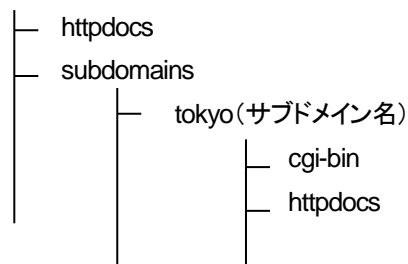 httpdocs
subdomains
tokyo(サブドメイン名)
cgi-bin
httpdocs